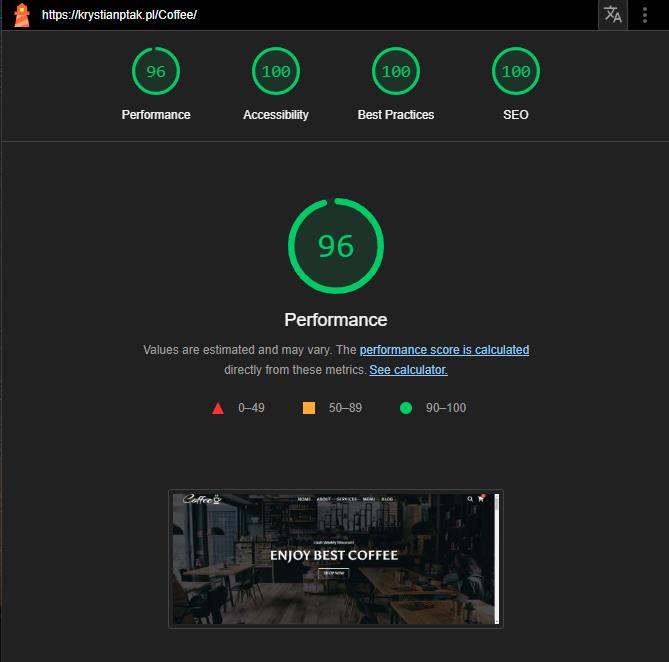 https://krystianptak.pl/Coffee/
96
100
100
100
Performance
Accessibility
Best Practices
SEO
96
Performance
Values are estimated and may vary. The performance score is calculated
directly from these metrics. See calculator.
0–49
50–89
90–100
Coffee
HOME ABOUT SERVICES MENU BLOG
ENJOY BEST COFFEE
SHOP NOW